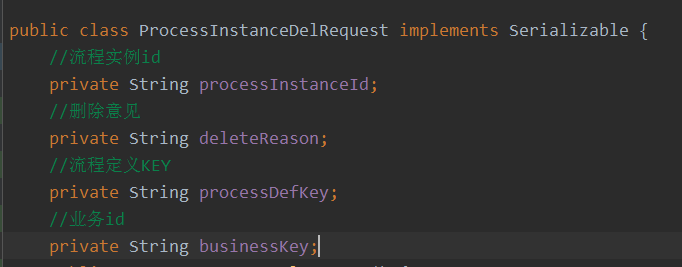 public class ProcessInstanceDelRequest implements Serializable {
//流程实例id
private String processInstanceId;
//删除意见
private String deleteReason;
//流程定义KEY
private String processDefKey;
//业务id
private String businessKey;